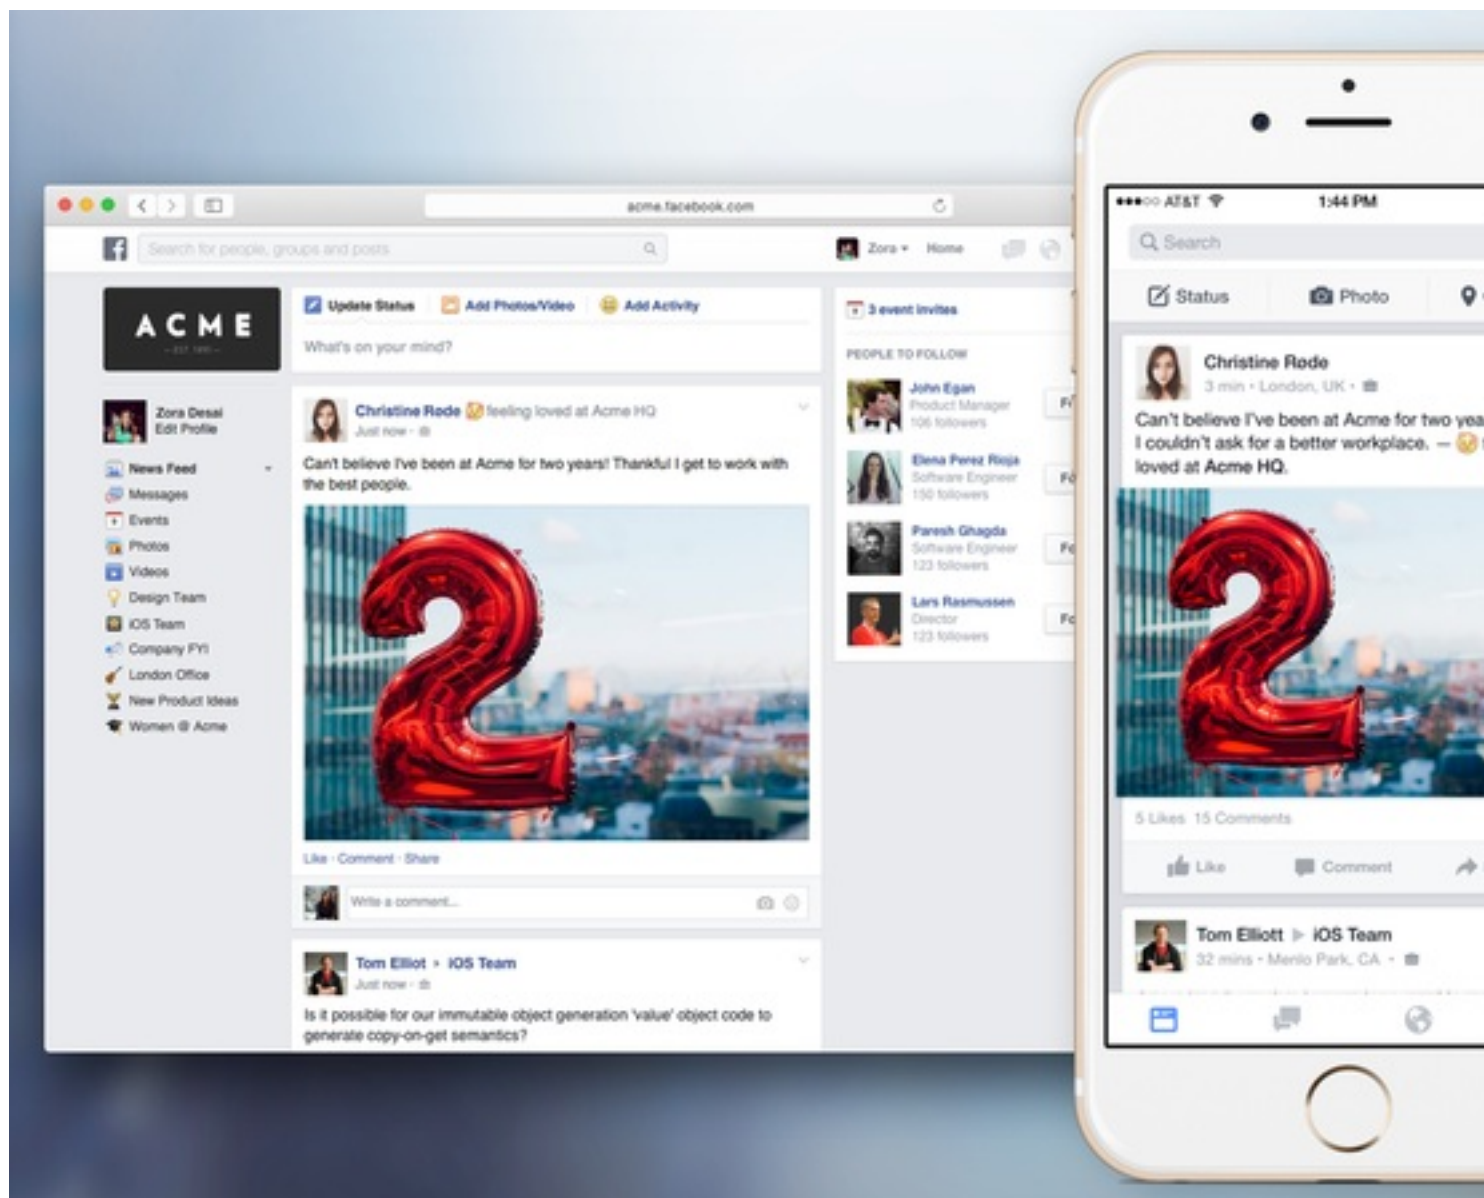 acme.facebook.com
Search for people, groups and posts
Zora
Home
ACME
Zora Desai
Edit Profile
News Feed
Messages
Events
Photos
Videos
Design Team
iOS Team
Company FYI
London Office
New Product Ideas
Women @ Acme
Update Status
Add Photos/Video
Add Activity
What's on your mind?
Christine Røde feeling loved at Acme HQ
Just now ·
Can't believe I've been at Acme for two years! Thankful I get to work with
the best people.
Like · Comment · Share
Write a comment...
Tom Elliot ▸ iOS Team
Just now ·
Is it possible for our immutable object generation 'value' object code to
generate copy-on-get semantics?
3 event invites
PEOPLE TO FOLLOW
John Egan
Product Manager
106 followers
Elena Perez Rioja
Software Engineer
150 followers
Fo
Paresh Ghagda
Software Engineer
123 followers
Fo
Lars Rasmussen
Director
123 followers
Fo
AT&T
1:44 PM
Search
Status
Photo
Christine Røde
3 min · London, UK ·
Can't believe I've been at Acme for two yea
I couldn't ask for a better workplace. —
loved at Acme HQ.
5 Likes 15 Comments
Like
Comment
Tom Elliott ▶ iOS Team
32 mins · Menlo Park, CA ·